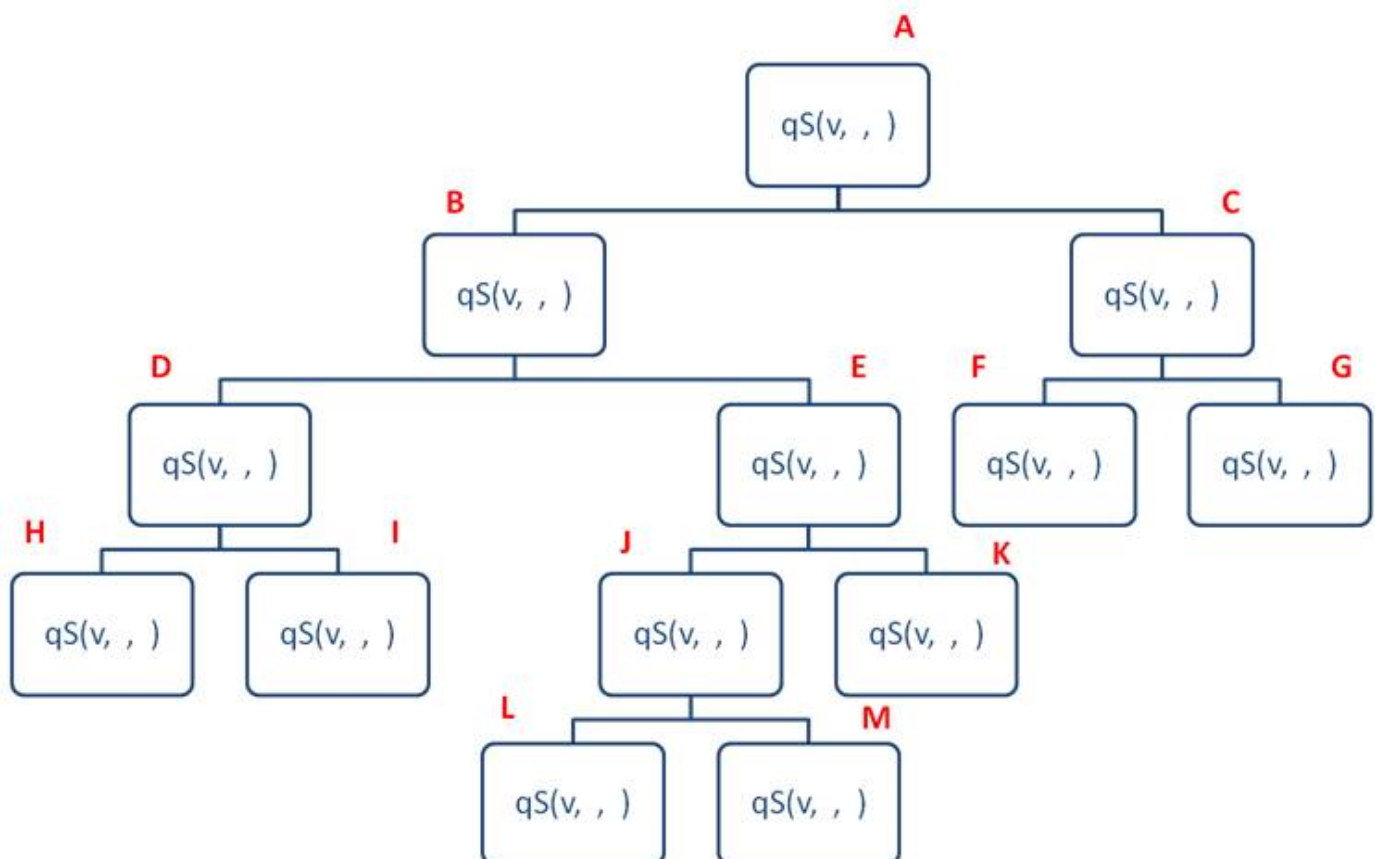 A
qS(v, , )
B
C
qS(v, , )
qS(v, , )
D
E
F
G
qS(v, , )
qS(v, , )
qS(v, , )
qS(v, , )
H
I
J
K
qS(v, , )
qS(v, , )
qS(v, , )
qS(v, , )
L
M
qS(v, , )
qS(v, , )